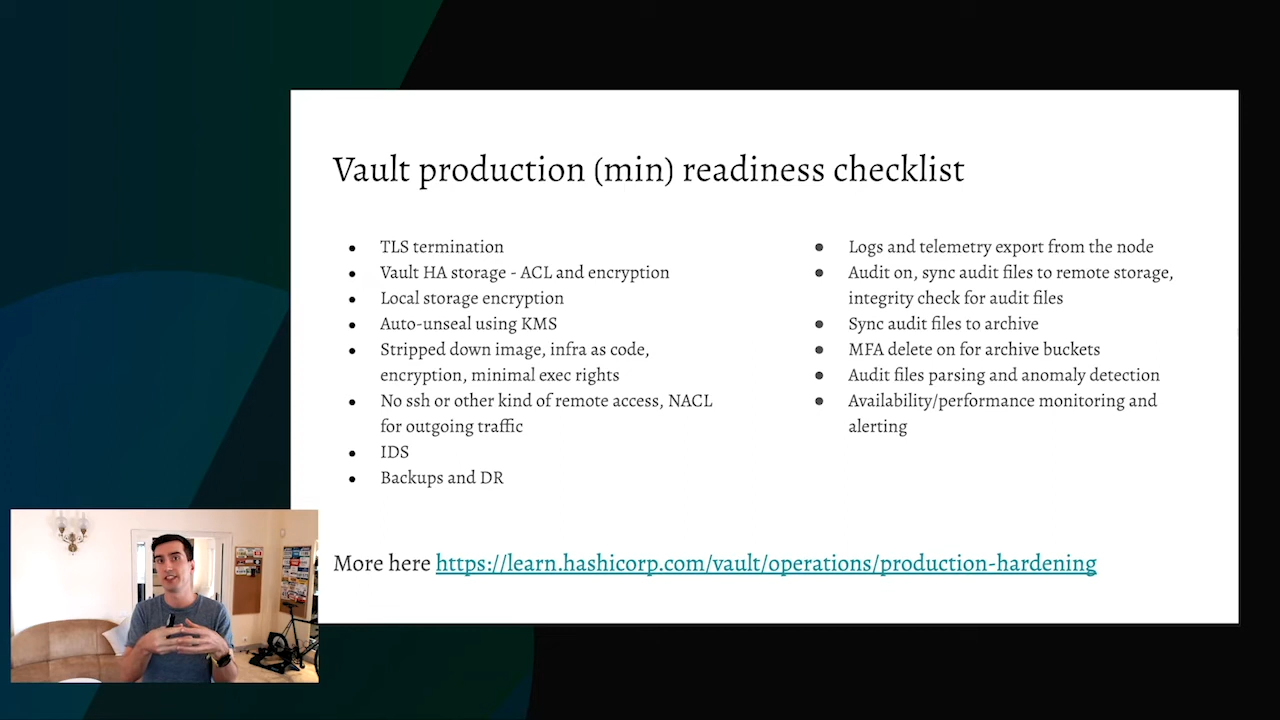 Vault production (min) readiness checklist
● TLS termination
● Vault HA storage - ACL and encryption
● Local storage encryption
● Auto-unseal using KMS
● Stripped down image, infra as code,
encryption, minimal exec rights
● No ssh or other kind of remote access, NACL
for outgoing traffic
● IDS
● Backups and DR
● Logs and telemetry export from the node
● Audit on, sync audit files to remote storage,
integrity check for audit files
● Sync audit files to archive
● MFA delete on for archive buckets
● Audit files parsing and anomaly detection
● Availability/performance monitoring and
alerting
More here https://learn.hashicorp.com/vault/operations/production-hardening